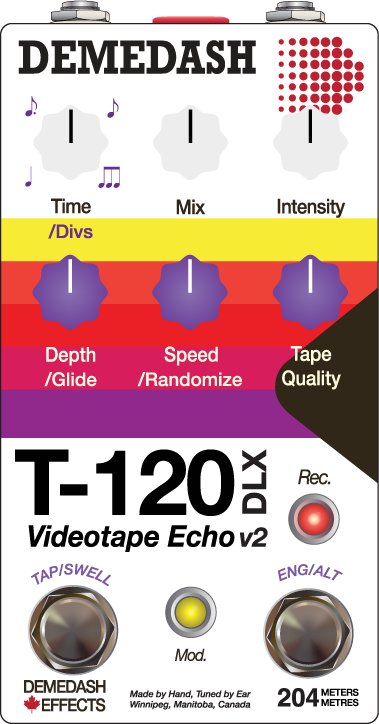 DEMEDASH
Time
/Divs
Mix
Intensity
Depth
/Glide
Speed
/Randomize
Tape
Quality
T-120 DLX
Videotape Echo v2
Rec.
TAP/SWELL
ENG/ALT
Mod.
DEMEDASH
EFFECTS
Made by Hand, Tuned by Ear
Winnipeg, Manitoba, Canada
204 METERS
METRES